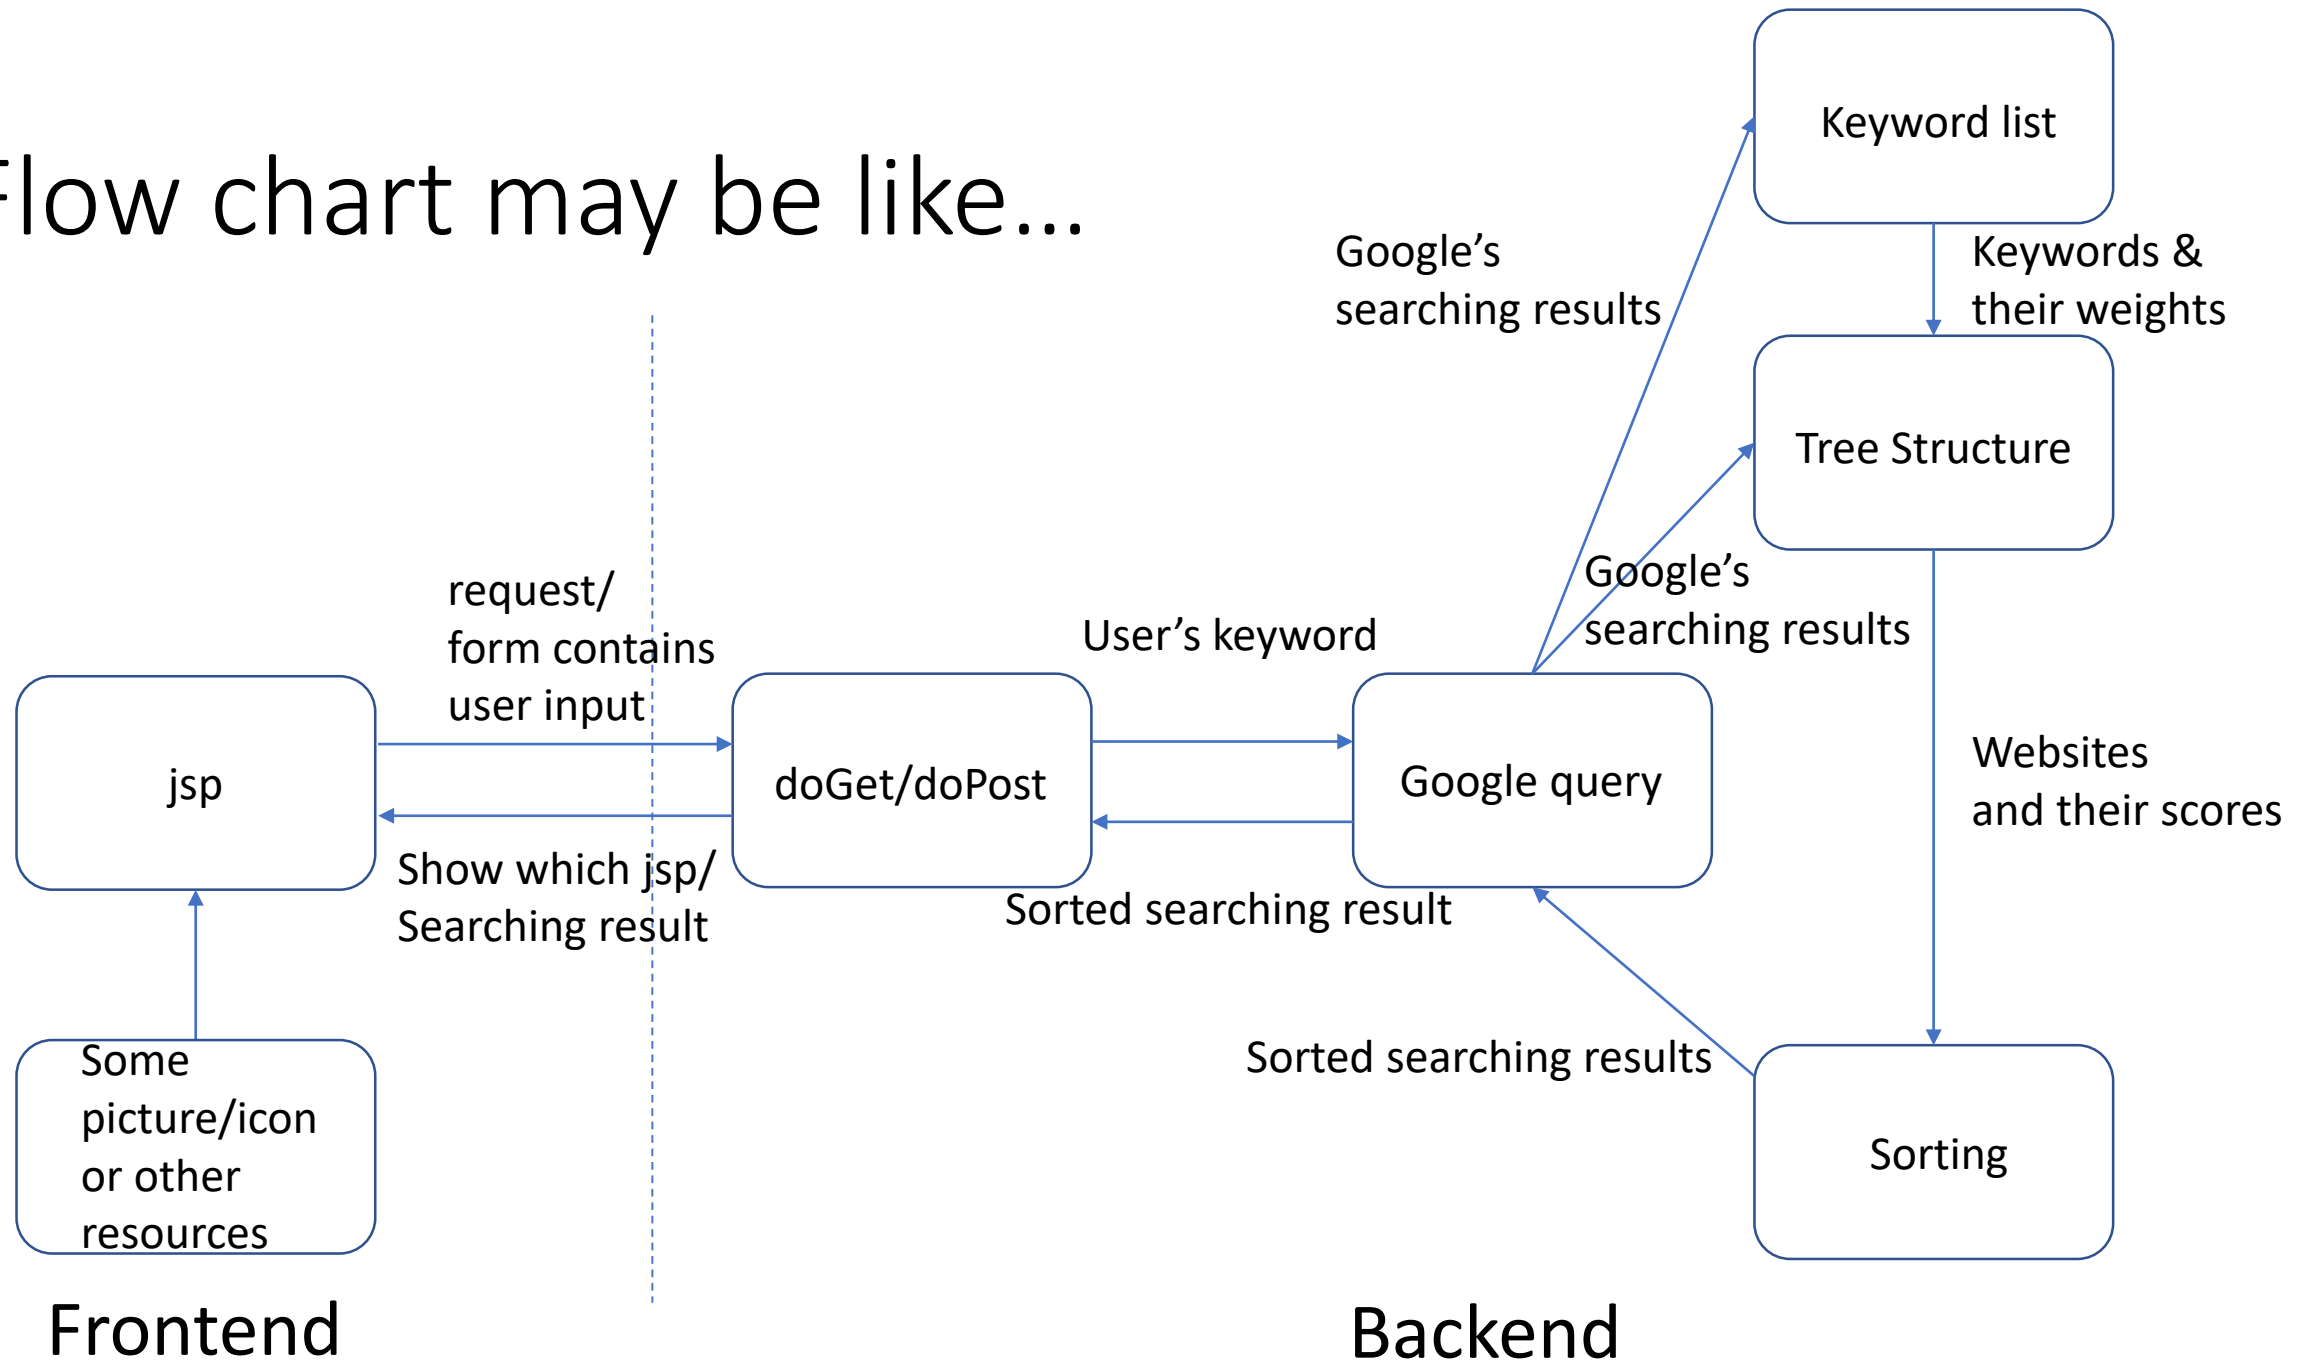 Flow chart may be like...
Keyword list
Google's
searching results
Keywords &
their weights
Tree Structure
Google's
searching results
request/
form contains
user input
User's keyword
jsp
doGet/doPost
Google query
Websites
and their scores
Show which jsp/
Searching result
Sorted searching result
Sorted searching results
Some
picture/icon
or other
resources
Sorting
Frontend
Backend